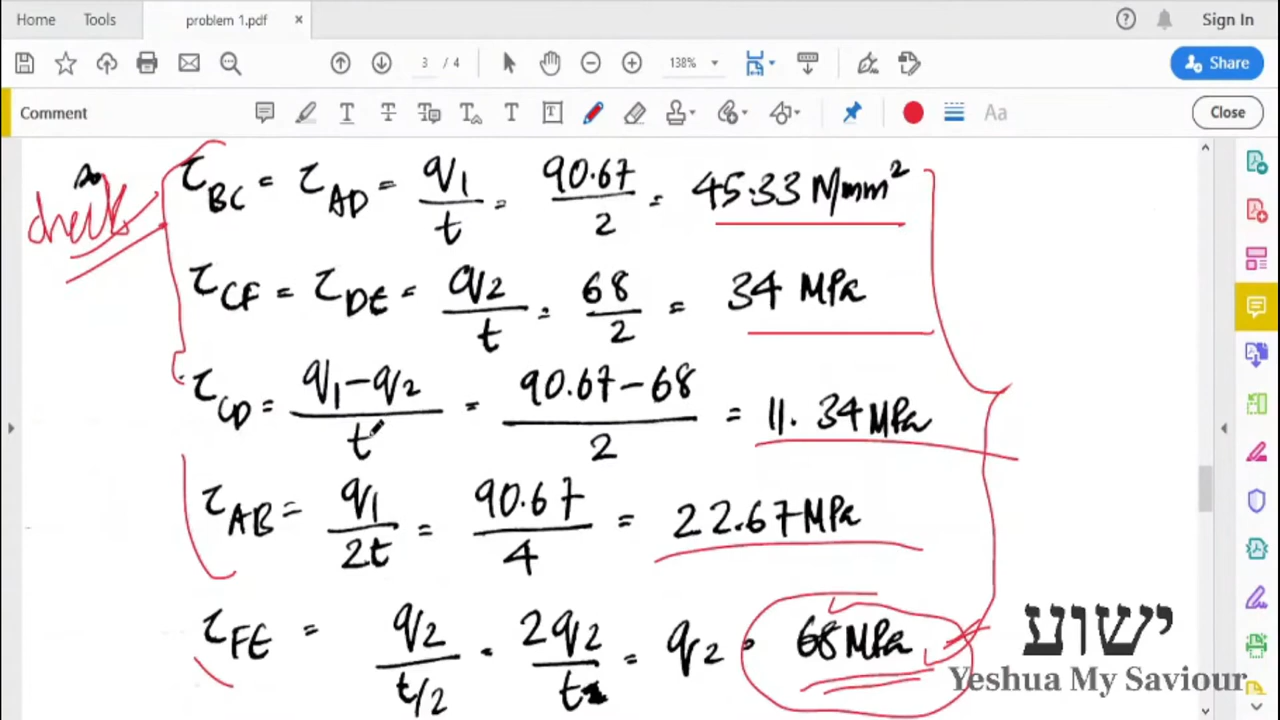 Home Tools problem 1.pdf × Sign In
3 / 4 138% Share
Comment Aa Close
so
check
τBC = τAD = q1/t = 90.67/2 = 45.33 N/mm²
τCF = τDE = q2/t = 68/2 = 34 MPa
τCD = q1-q2/t = 90.67-68/2 = 11.34 MPa
τAB = q1/2t = 90.67/4 = 22.67 MPa
τFE = q2/t/2 = 2q2/t = q2 = 68 MPa
ישוע
Yeshua My Saviour